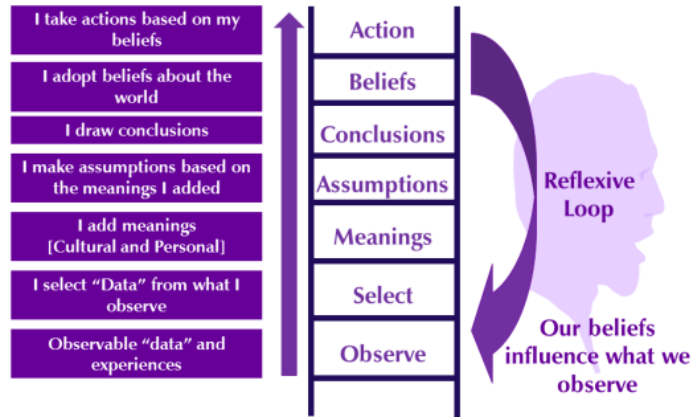 I take actions based on my
beliefs
I adopt beliefs about the
world
I draw conclusions
I make assumptions based on
the meanings I added
I add meanings
[Cultural and Personal]
I select “Data” from what I
observe
Observable “data” and
experiences
Action
Beliefs
Conclusions
Assumptions
Meanings
Select
Observe
Reflexive
Loop
Our beliefs
influence what we
observe